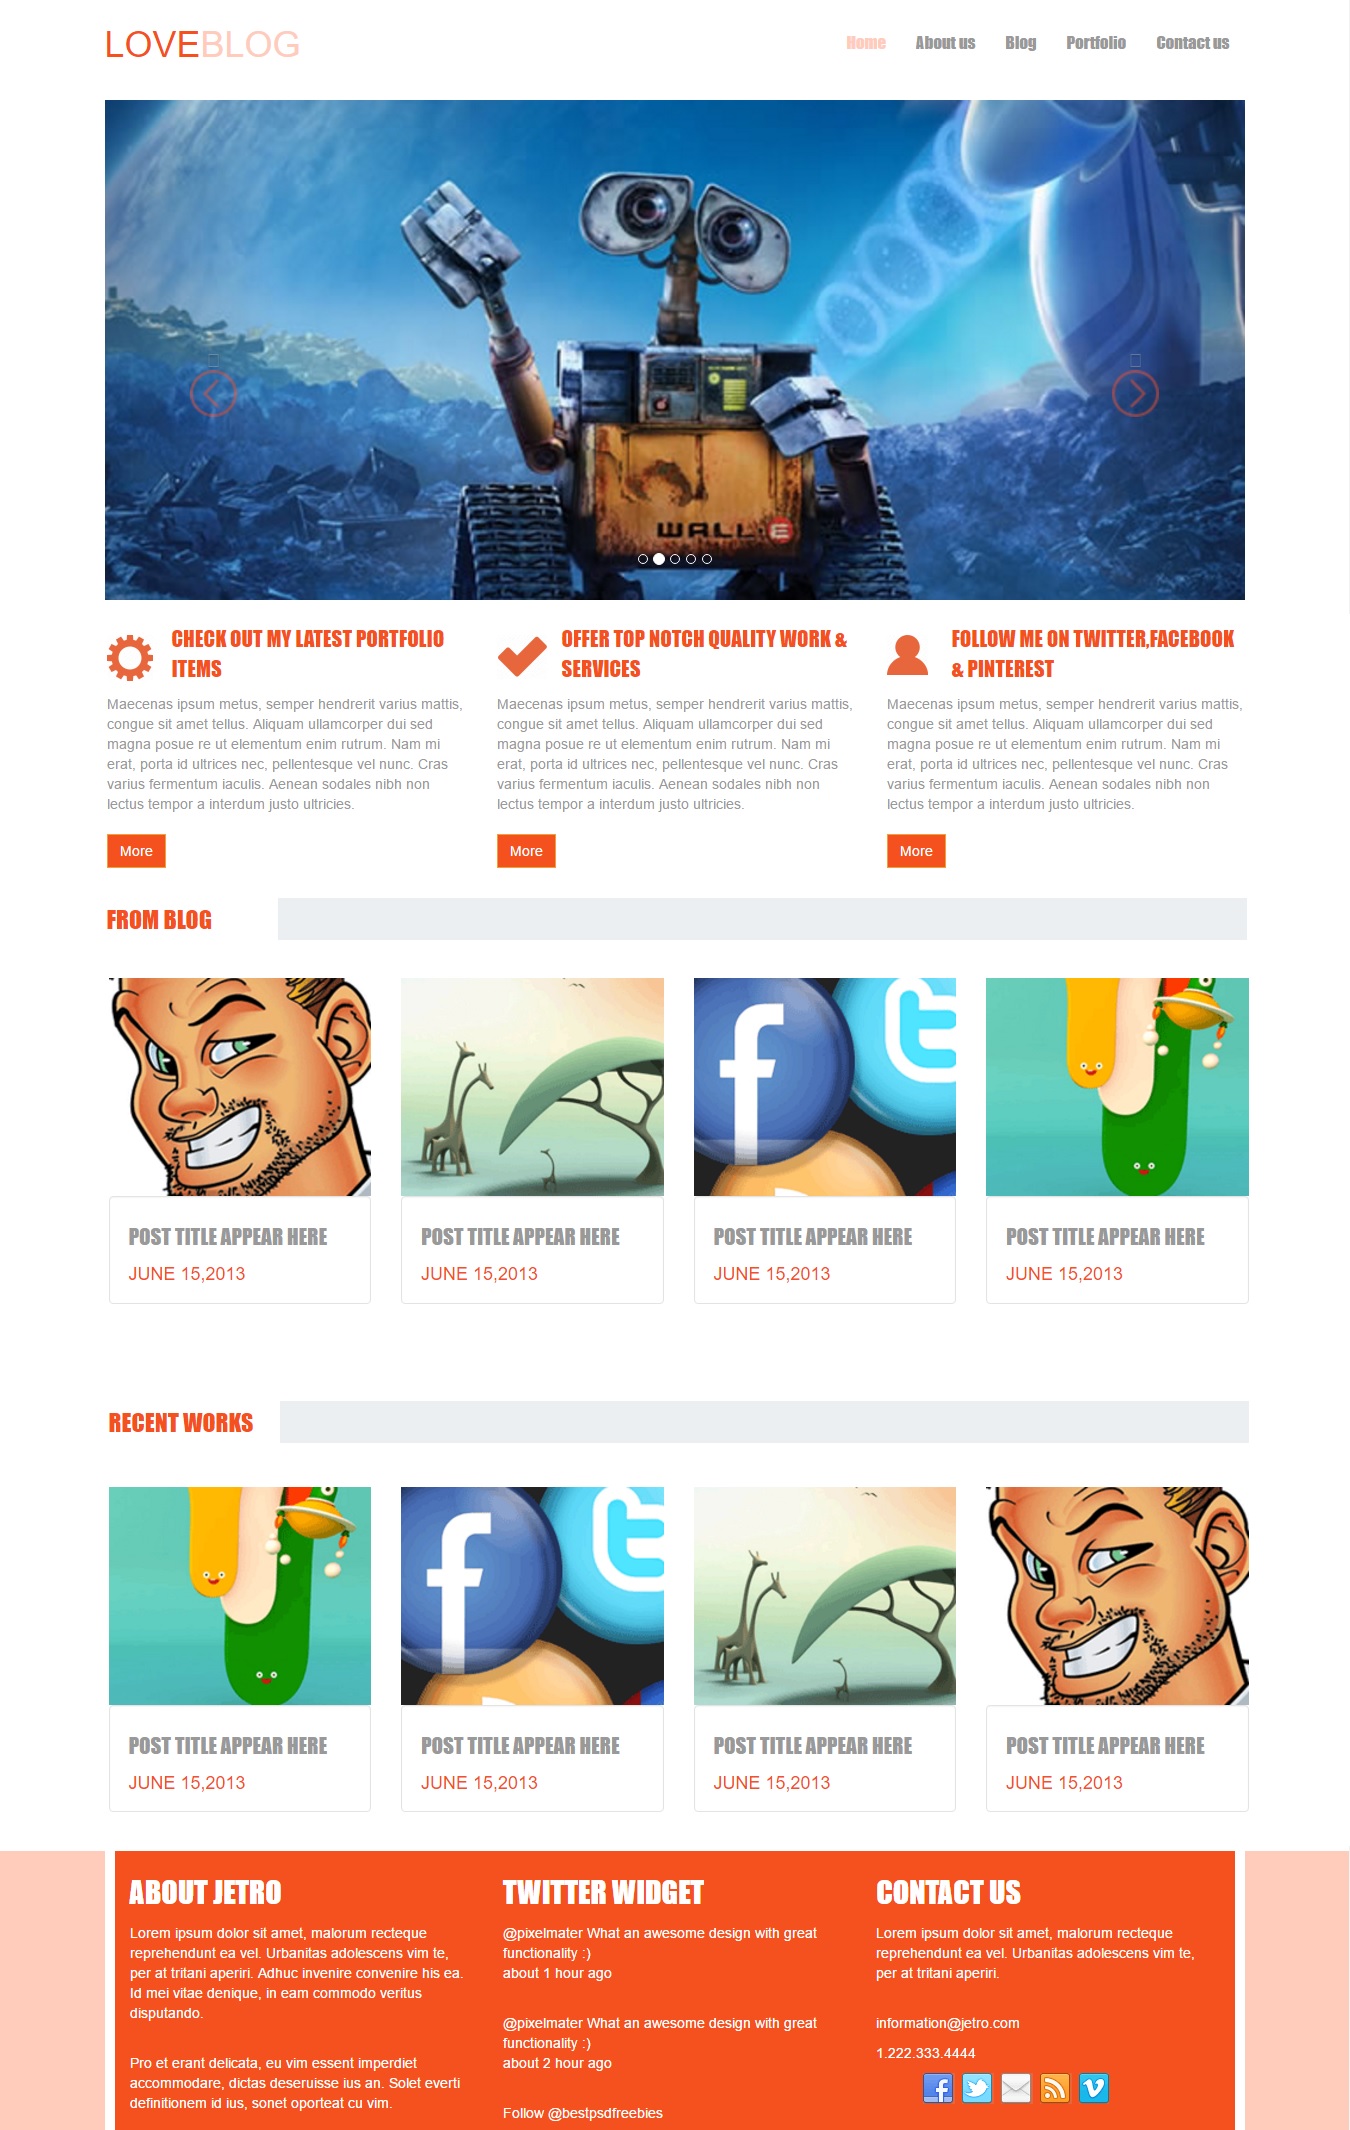 LOVEBLOG
Home About us Blog Portfolio Contact us
WALL·E
CHECK OUT MY LATEST PORTFOLIO
ITEMS
Maecenas ipsum metus, semper hendrerit varius mattis,
congue sit amet tellus. Aliquam ullamcorper dui sed
magna posue re ut elementum enim rutrum. Nam mi
erat, porta id ultrices nec, pellentesque vel nunc. Cras
varius fermentum iaculis. Aenean sodales nibh non
lectus tempor a interdum justo ultricies.
More
OFFER TOP NOTCH QUALITY WORK &
SERVICES
Maecenas ipsum metus, semper hendrerit varius mattis,
congue sit amet tellus. Aliquam ullamcorper dui sed
magna posue re ut elementum enim rutrum. Nam mi
erat, porta id ultrices nec, pellentesque vel nunc. Cras
varius fermentum iaculis. Aenean sodales nibh non
lectus tempor a interdum justo ultricies.
More
FOLLOW ME ON TWITTER,FACEBOOK
& PINTEREST
Maecenas ipsum metus, semper hendrerit varius mattis,
congue sit amet tellus. Aliquam ullamcorper dui sed
magna posue re ut elementum enim rutrum. Nam mi
erat, porta id ultrices nec, pellentesque vel nunc. Cras
varius fermentum iaculis. Aenean sodales nibh non
lectus tempor a interdum justo ultricies.
More
FROM BLOG
POST TITLE APPEAR HERE
JUNE 15,2013
POST TITLE APPEAR HERE
JUNE 15,2013
POST TITLE APPEAR HERE
JUNE 15,2013
POST TITLE APPEAR HERE
JUNE 15,2013
RECENT WORKS
POST TITLE APPEAR HERE
JUNE 15,2013
POST TITLE APPEAR HERE
JUNE 15,2013
POST TITLE APPEAR HERE
JUNE 15,2013
POST TITLE APPEAR HERE
JUNE 15,2013
ABOUT JETRO
Lorem ipsum dolor sit amet, malorum recteque
reprehendunt ea vel. Urbanitas adolescens vim te,
per at tritani aperiri. Adhuc invenire convenire his ea.
Id mei vitae denique, in eam commodo veritus
disputando.
Pro et erant delicata, eu vim essent imperdiet
accommodare, dictas deseruisse ius an. Solet everti
definitionem id ius, sonet oporteat cu vim.
TWITTER WIDGET
@pixelmater What an awesome design with great
functionality :)
about 1 hour ago
@pixelmater What an awesome design with great
functionality :)
about 2 hour ago
Follow @bestpsdfreebies
CONTACT US
Lorem ipsum dolor sit amet, malorum recteque
reprehendunt ea vel. Urbanitas adolescens vim te,
per at tritani aperiri.
information@jetro.com
1.222.333.4444